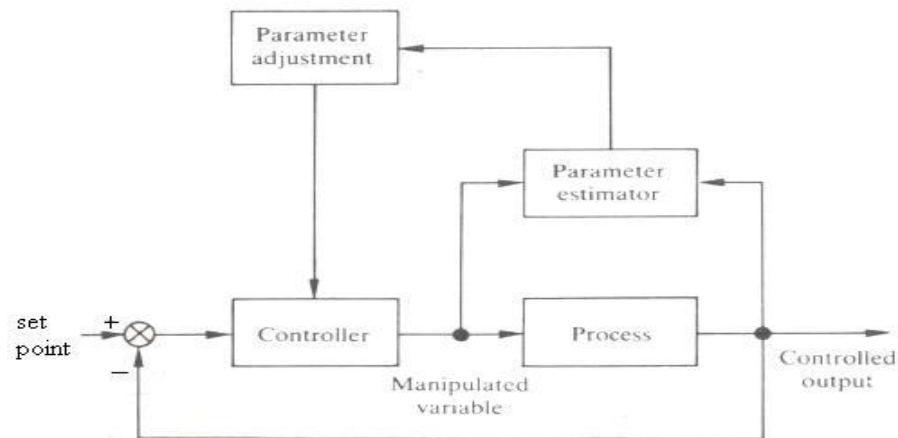 Parameter
adjustment
Parameter
estimator
set
point
+
−
Controller
Process
Manipulated
variable
Controlled
output